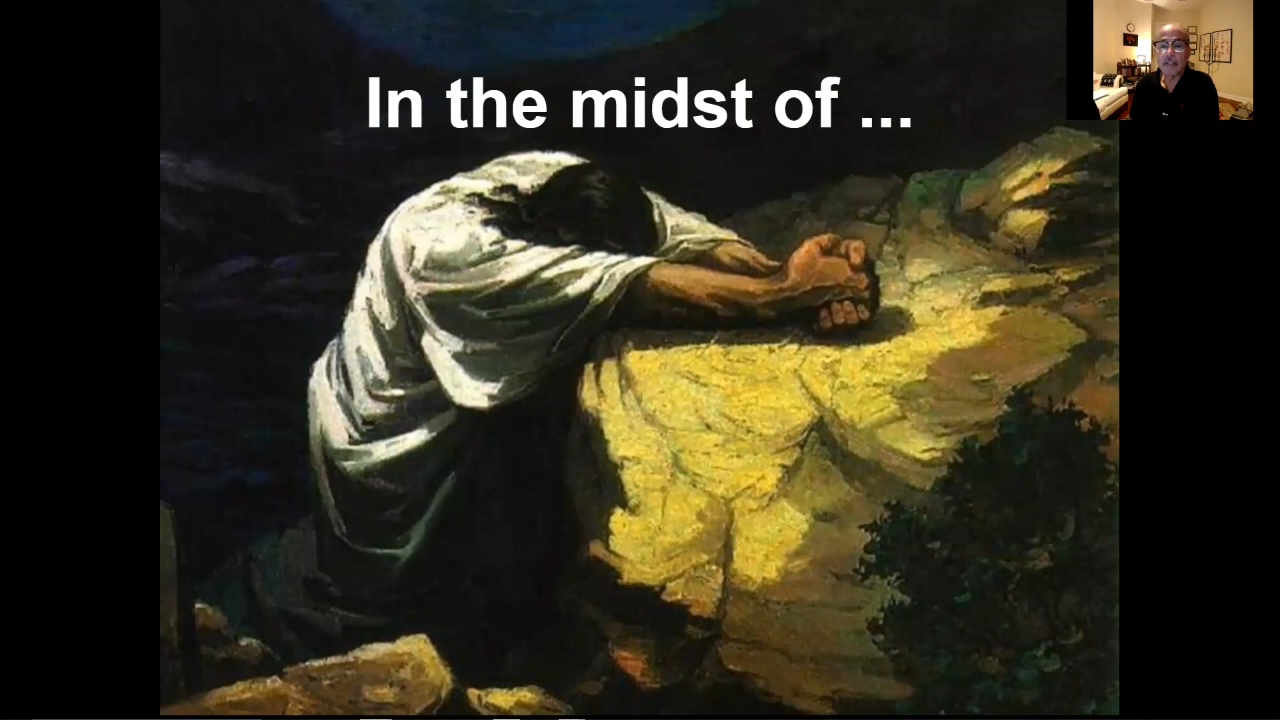 In the midst of ...